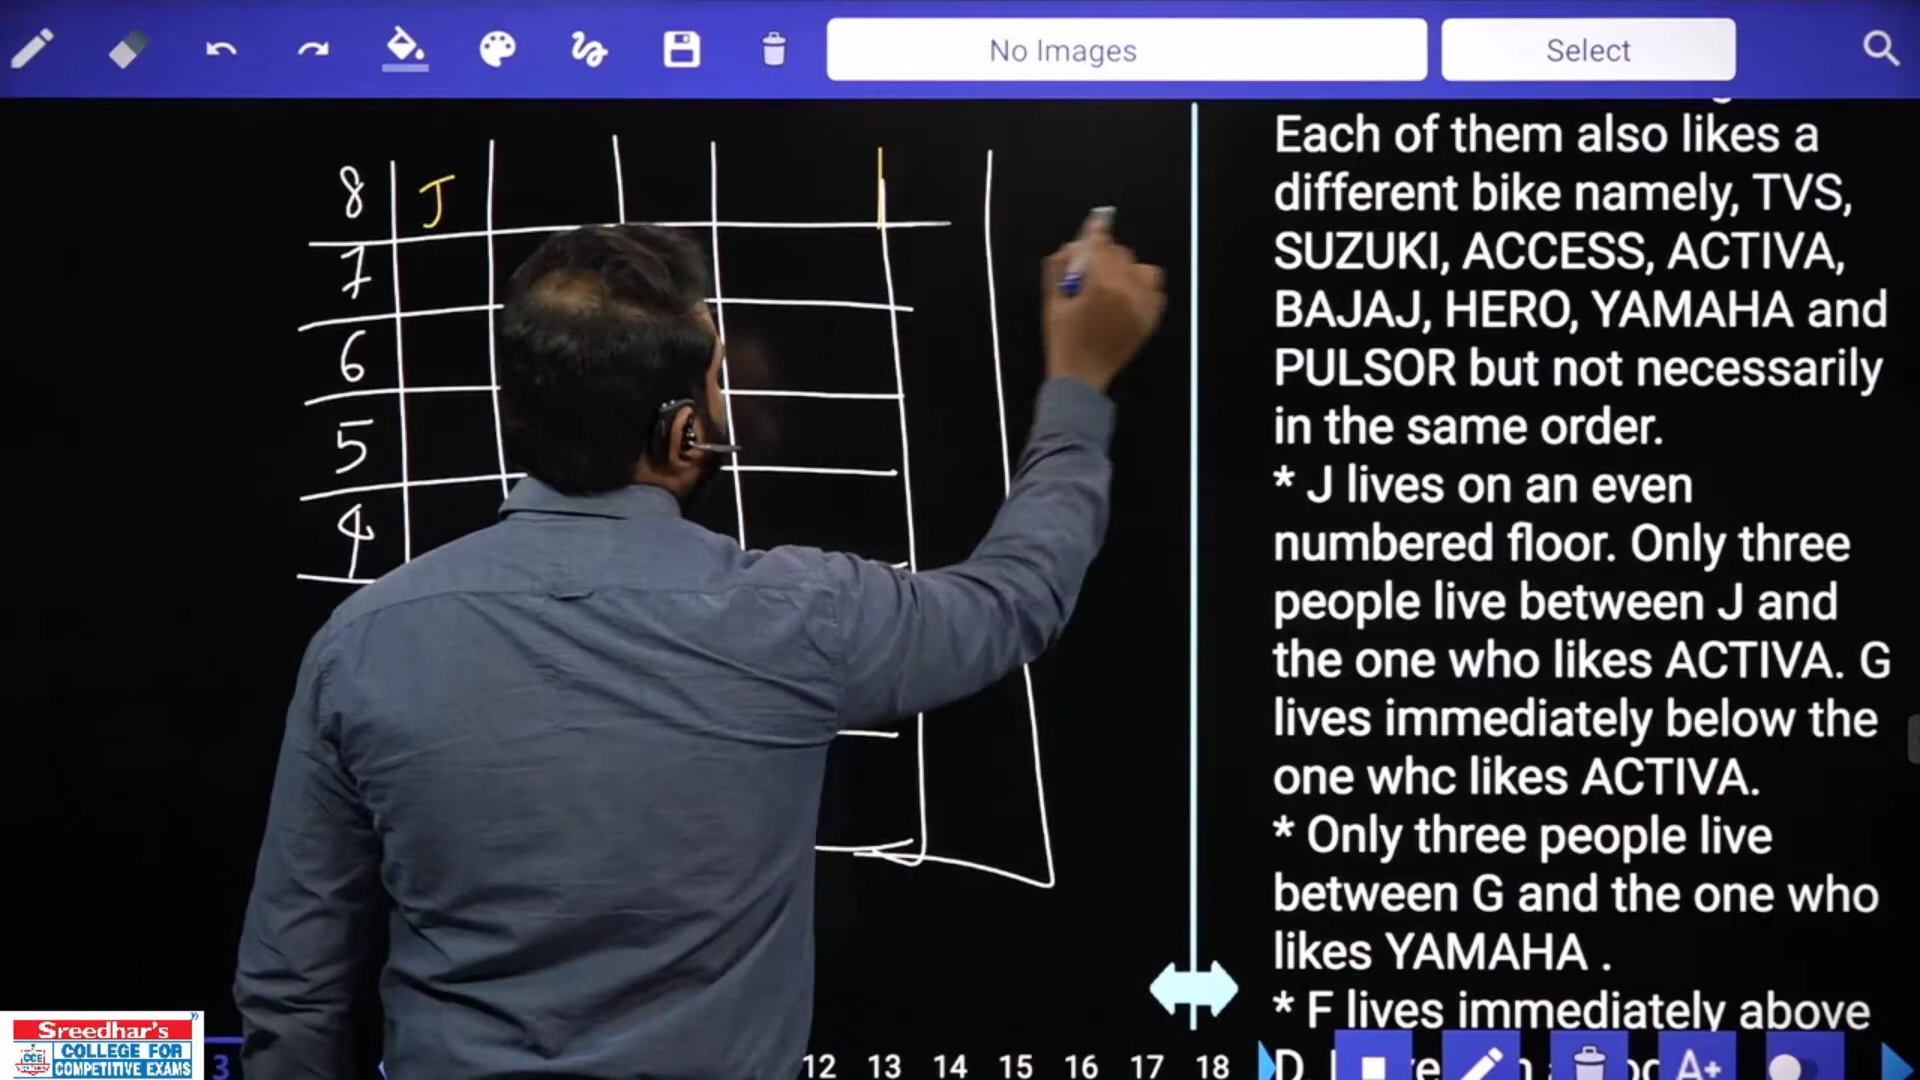 No Images
Select
8 J
7
6
5
4
Each of them also likes a
different bike namely, TVS,
SUZUKI, ACCESS, ACTIVA,
BAJAJ, HERO, YAMAHA and
PULSOR but not necessarily
in the same order.
* J lives on an even
numbered floor. Only three
people live between J and
the one who likes ACTIVA. G
lives immediately below the
one whc likes ACTIVA.
* Only three people live
between G and the one who
likes YAMAHA .
* F lives immediately above
D.
Sreedhar's
CCE
COLLEGE FOR
COMPETITIVE EXAMS
3 12 13 14 15 16 17 18
A+